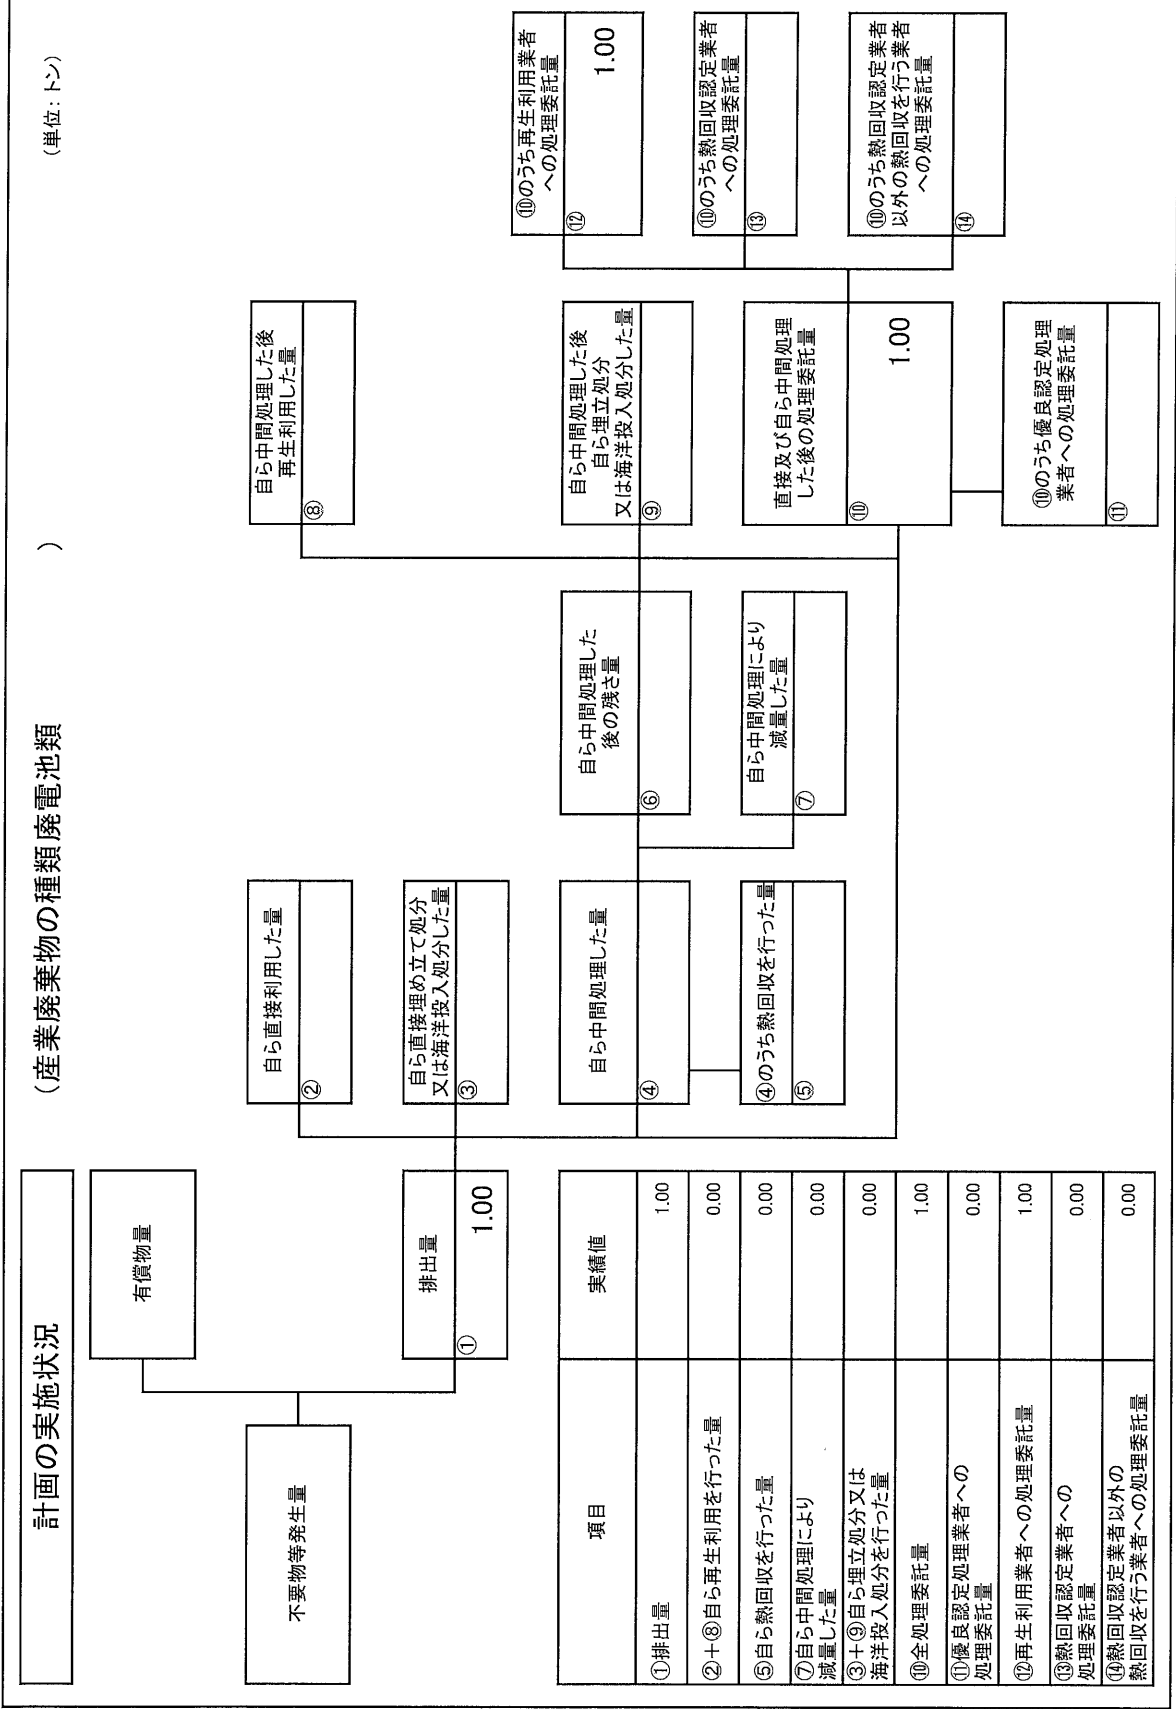 計画の実施状況
（産業廃棄物の種類廃電池類　　　　　　　）
（単位：トン）
不要物等発生量
有償物量
排出量
①
1.00
自ら直接利用した量
②
自ら直接埋め立て処分
又は海洋投入処分した量
③
自ら中間処理した量
④
④のうち熱回収を行った量
⑤
自ら中間処理した
後の残さ量
⑥
自ら中間処理により
減量した量
⑦
自ら中間処理した後
再生利用した量
⑧
自ら中間処理した後
自ら埋立処分
又は海洋投入処分した量
⑨
直接及び自ら中間処理
した後の処理委託量
⑩
1.00
⑩のうち優良認定処理
業者への処理委託量
⑪
⑩のうち再生利用業者
への処理委託量
⑫
1.00
⑩のうち熱回収認定業者
への処理委託量
⑬
⑩のうち熱回収認定業者
以外の熱回収を行う業者
への処理委託量
⑭
項目
実績値
①排出量
1.00
②＋⑧自ら再生利用を行った量
0.00
⑤自ら熱回収を行った量
0.00
⑦自ら中間処理により
減量した量
0.00
③＋⑨自ら埋立処分又は
海洋投入処分を行った量
0.00
⑩全処理委託量
1.00
⑪優良認定処理業者への
処理委託量
0.00
⑫再生利用業者への処理委託量
1.00
⑬熱回収認定業者への
処理委託量
0.00
⑭熱回収認定業者以外の
熱回収を行う業者への処理委託量
0.00